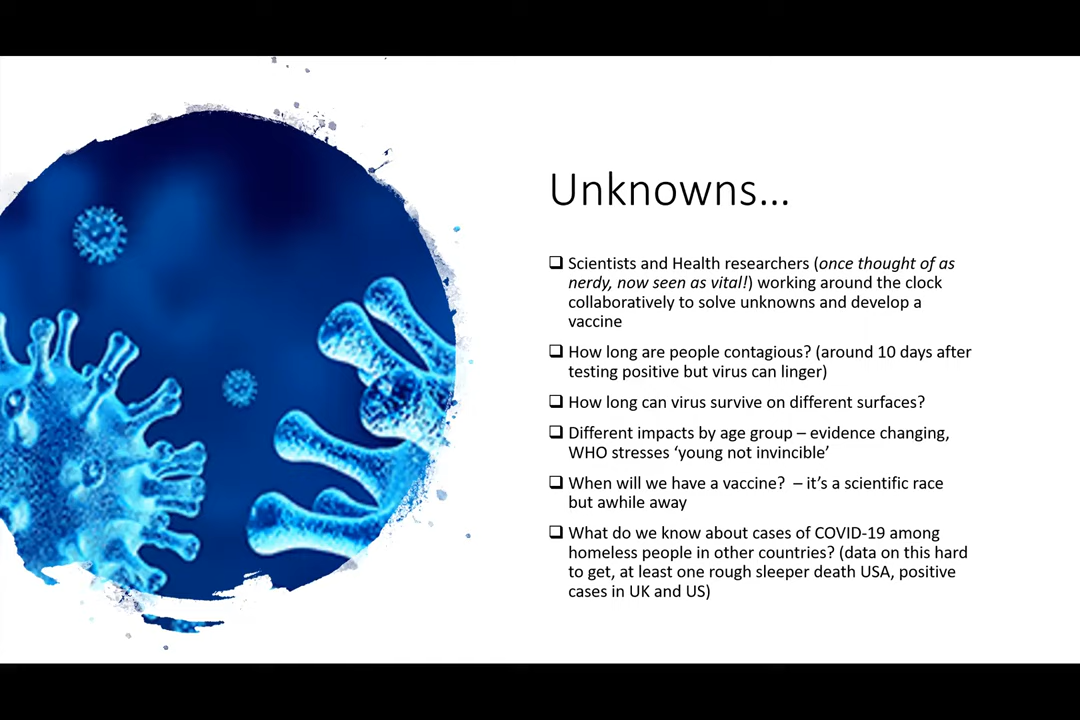 Unknowns...
❑ Scientists and Health researchers (once thought of as
nerdy, now seen as vital!) working around the clock
collaboratively to solve unknowns and develop a
vaccine
❑ How long are people contagious? (around 10 days after
testing positive but virus can linger)
❑ How long can virus survive on different surfaces?
❑ Different impacts by age group – evidence changing,
WHO stresses ‘young not invincible’
❑ When will we have a vaccine?  – it’s a scientific race
but awhile away
❑ What do we know about cases of COVID-19 among
homeless people in other countries? (data on this hard
to get, at least one rough sleeper death USA, positive
cases in UK and US)